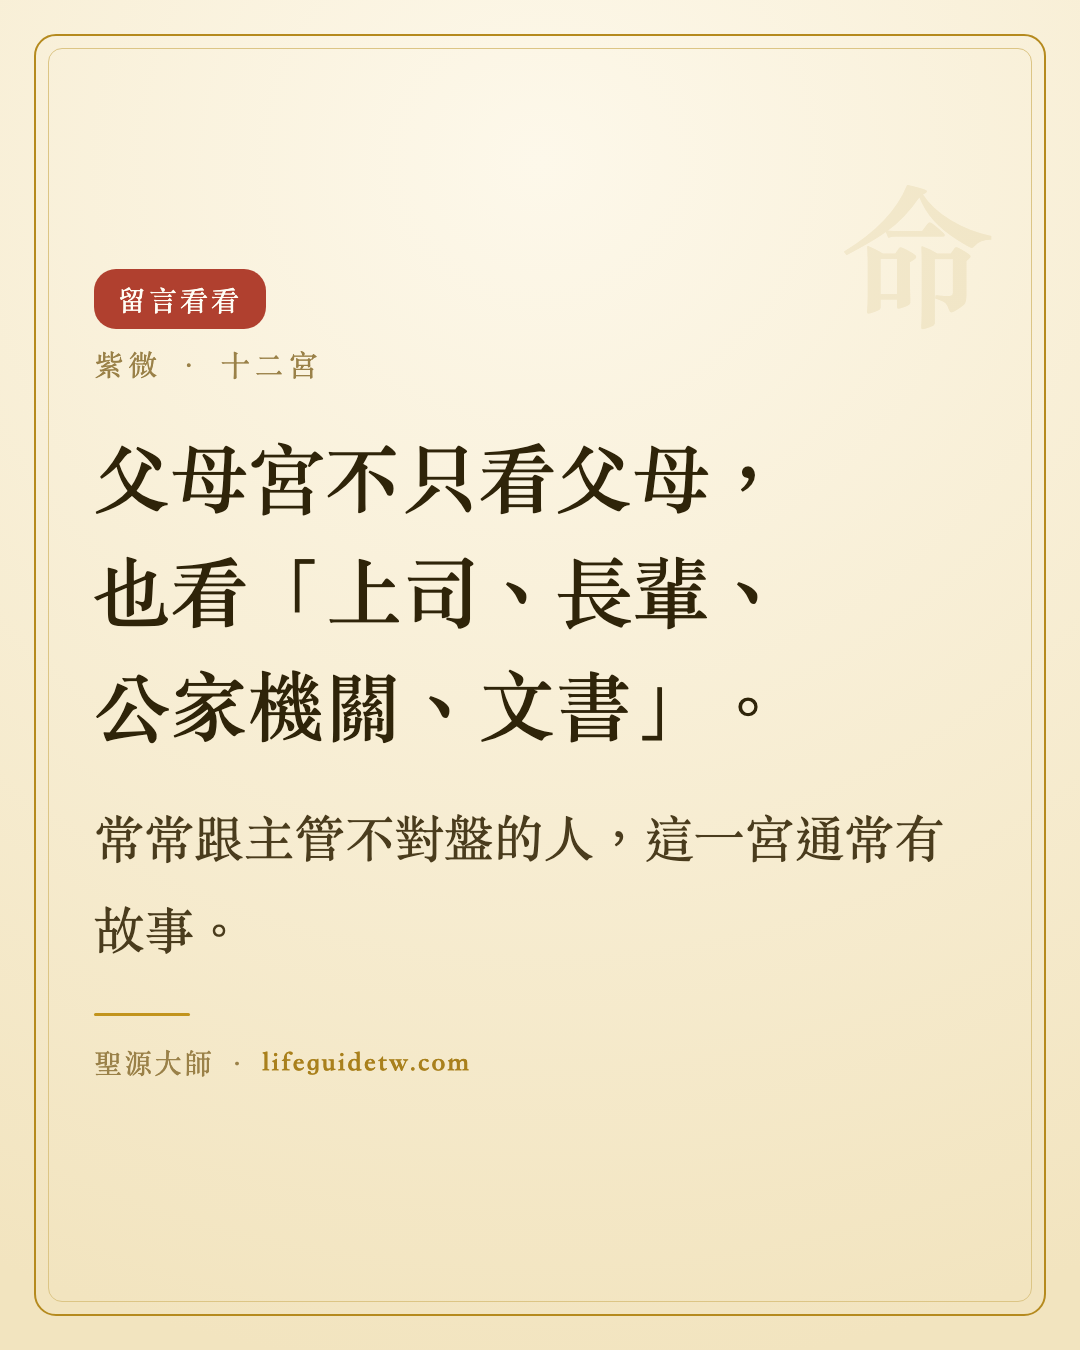 命
留言看看
紫微 · 十二宮
父母宮不只看父母，
也看「上司、長輩、
公家機關、文書」。
常常跟主管不對盤的人，這一宮通常有
故事。
聖源大師 · lifeguidetw.com